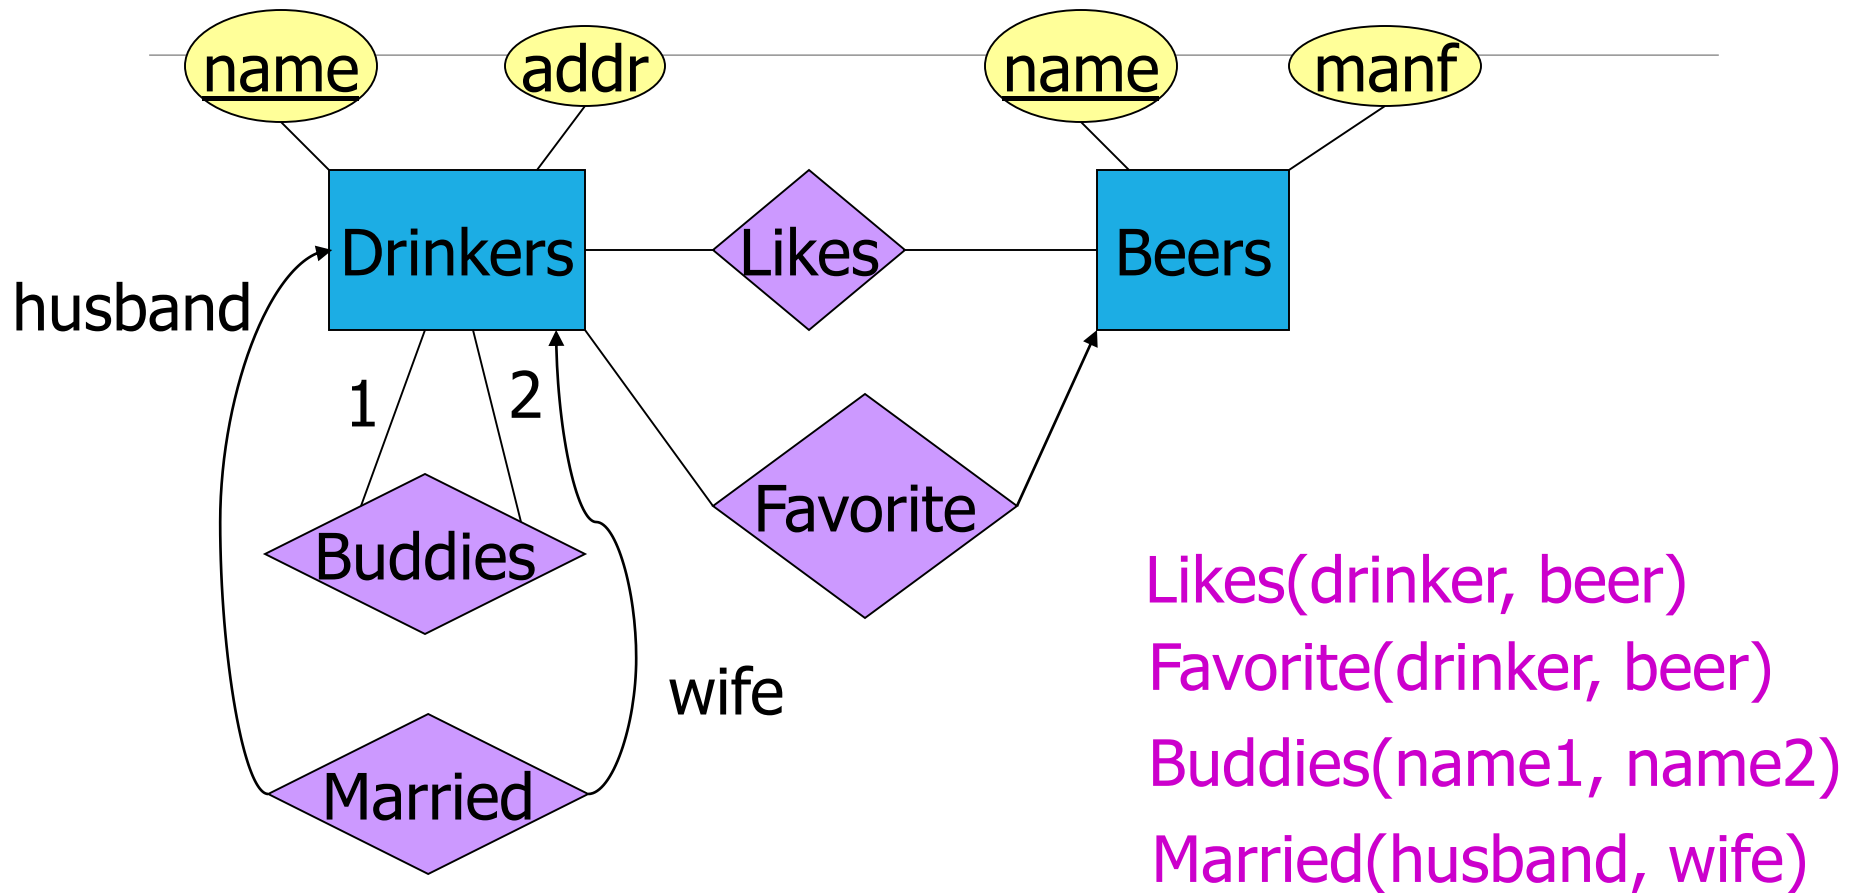 name
addr
name
manf
Drinkers
Likes
Beers
husband
1
2
Favorite
Buddies
wife
Married
Likes(drinker, beer)
Favorite(drinker, beer)
Buddies(name1, name2)
Married(husband, wife)